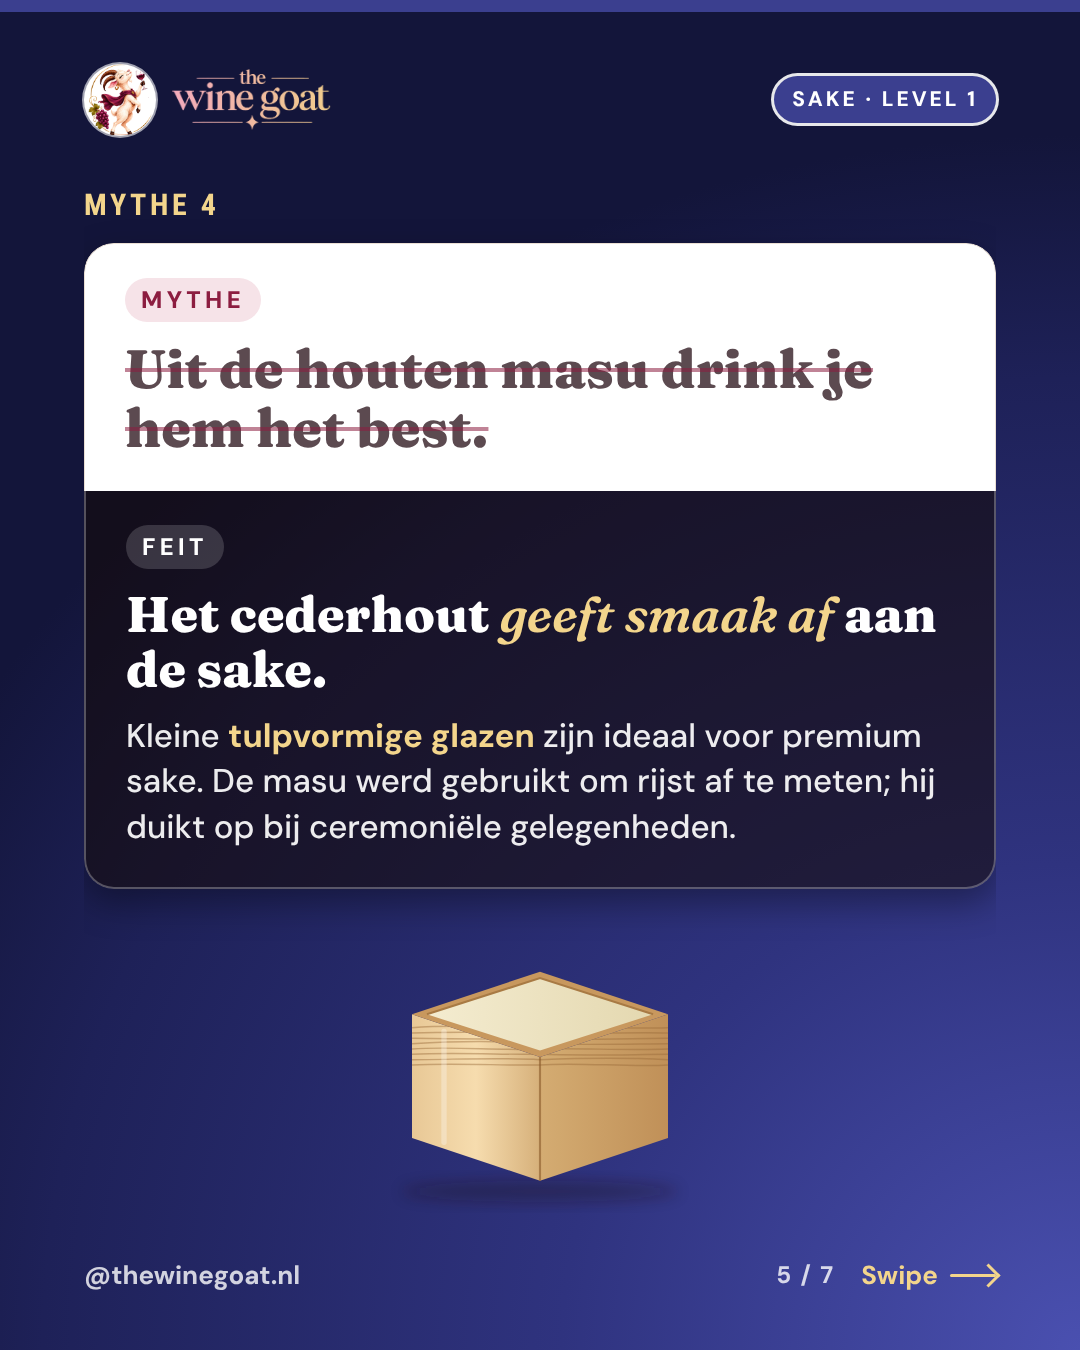 the
wine goat
SAKE · LEVEL 1
MYTHE 4
MYTHE
Uit de houten masu drink je
hem het best.
FEIT
Het cederhout geeft smaak af aan
de sake.
Kleine tulpvormige glazen zijn ideaal voor premium
sake. De masu werd gebruikt om rijst af te meten; hij
duikt op bij ceremoniële gelegenheden.
@thewinegoat.nl
5 / 7 Swipe